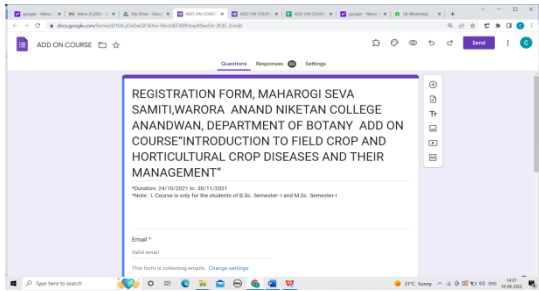 ADD ON COURSE
Send
Questions Responses Settings
REGISTRATION FORM, MAHAROGI SEVA
SAMITI,WARORA ANAND NIKETAN COLLEGE
ANANDWAN, DEPARTMENT OF BOTANY ADD ON
COURSE"INTRODUCTION TO FIELD CROP AND
HORTICULTURAL CROP DISEASES AND THEIR
MANAGEMENT"
*Duration: 24/10/2021 to 30/11/2021
*Note: I. Course is only for the students of B.Sc. Semester- I and M.Sc. Semester-I
Email *
Valid email
This form is collecting emails. Change settings
Type here to search
31°C Sunny
ENG
14:37